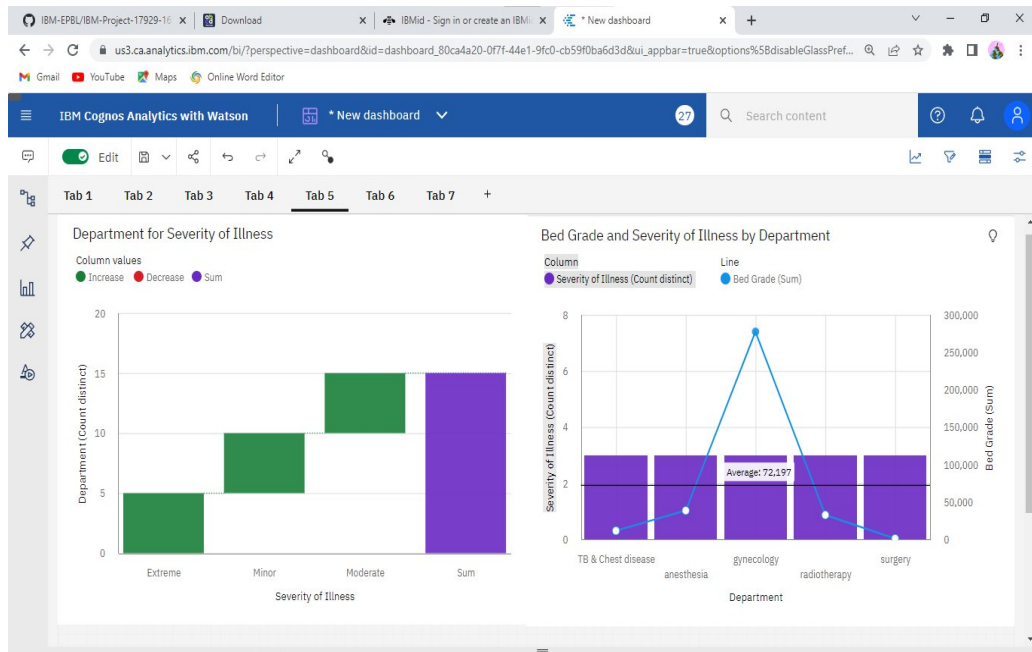 IBM-EPBL/IBM-Project-17929-16
Download
IBMid - Sign in or create an IBMi
* New dashboard
us3.ca.analytics.ibm.com/bi/?perspective=dashboard&id=dashboard_80ca4a20-0f7f-44e1-9fc0-cb59f0ba6d3d&ui_appbar=true&options%5BdisableGlassPref...
Gmail YouTube Maps Online Word Editor
IBM Cognos Analytics with Watson
* New dashboard
27
Search content
Edit
Tab 1 Tab 2 Tab 3 Tab 4 Tab 5 Tab 6 Tab 7 +
Department for Severity of Illness
Column values
Increase Decrease Sum
20
15
10
5
0
Department (Count distinct)
Extreme Minor Moderate Sum
Severity of Illness
Bed Grade and Severity of Illness by Department
Column Line
Severity of Illness (Count distinct) Bed Grade (Sum)
8
6
4
2
0
Severity of Illness (Count distinct)
Average: 72,197
300,000
250,000
200,000
150,000
100,000
50,000
0
Bed Grade (Sum)
TB & Chest disease anesthesia gynecology radiotherapy surgery
Department